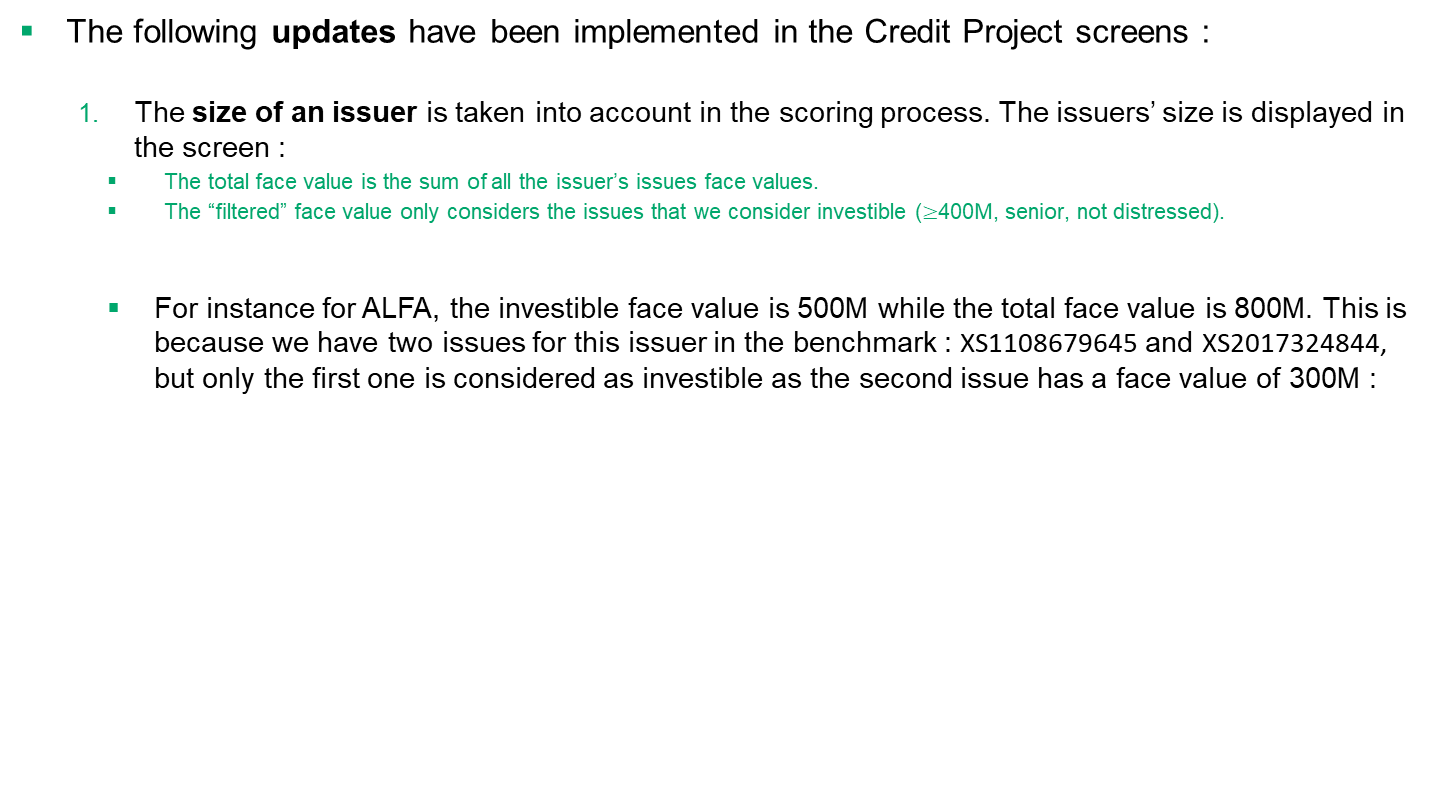 The following updates have been implemented in the Credit Project screens :
1. The size of an issuer is taken into account in the scoring process. The issuers’ size is displayed in
the screen :
The total face value is the sum of all the issuer’s issues face values.
The “filtered” face value only considers the issues that we consider investible (≥400M, senior, not distressed).
For instance for ALFA, the investible face value is 500M while the total face value is 800M. This is
because we have two issues for this issuer in the benchmark : XS1108679645 and XS2017324844,
but only the first one is considered as investible as the second issue has a face value of 300M :